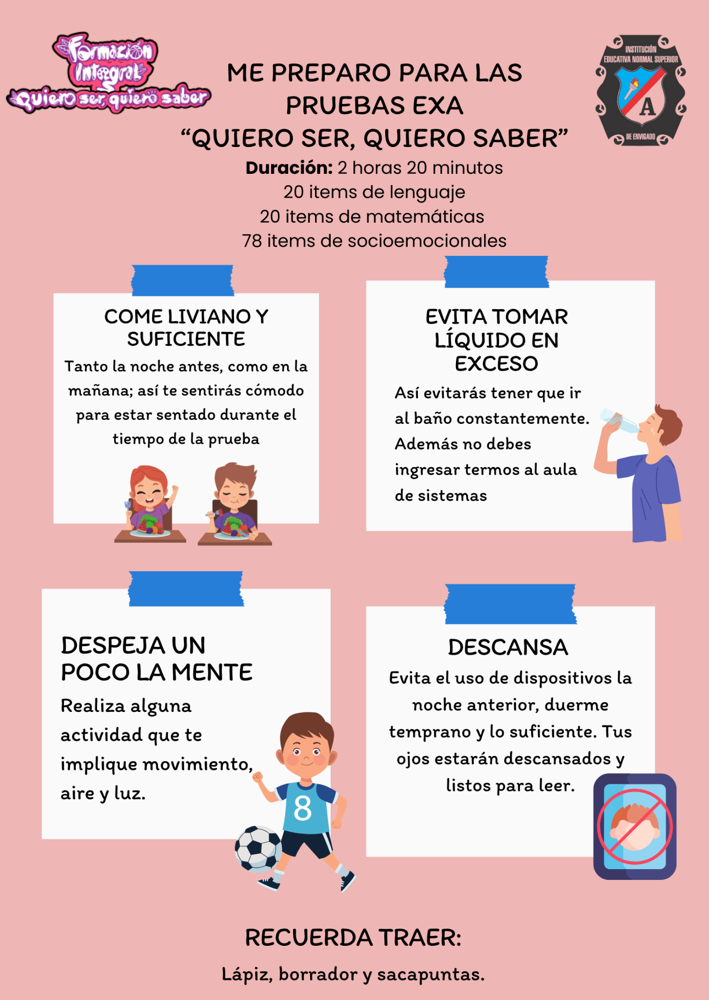 Formación
Integral
Quiero ser, quiero saber
ME PREPARO PARA LAS
PRUEBAS EXA
“QUIERO SER, QUIERO SABER”
Duración: 2 horas 20 minutos
20 items de lenguaje
20 items de matemáticas
78 items de socioemocionales
INSTITUCIÓN
EDUCATIVA NORMAL SUPERIOR
A
DE ENVIGADO
COME LIVIANO Y
SUFICIENTE
Tanto la noche antes, como en la
mañana; así te sentirás cómodo
para estar sentado durante el
tiempo de la prueba
EVITA TOMAR
LÍQUIDO EN
EXCESO
Así evitarás tener que ir
al baño constantemente.
Además no debes
ingresar termos al aula
de sistemas
DESPEJA UN
POCO LA MENTE
Realiza alguna
actividad que te
implique movimiento,
aire y luz.
8
DESCANSA
Evita el uso de dispositivos la
noche anterior, duerme
temprano y lo suficiente. Tus
ojos estarán descansados y
listos para leer.
RECUERDA TRAER:
Lápiz, borrador y sacapuntas.